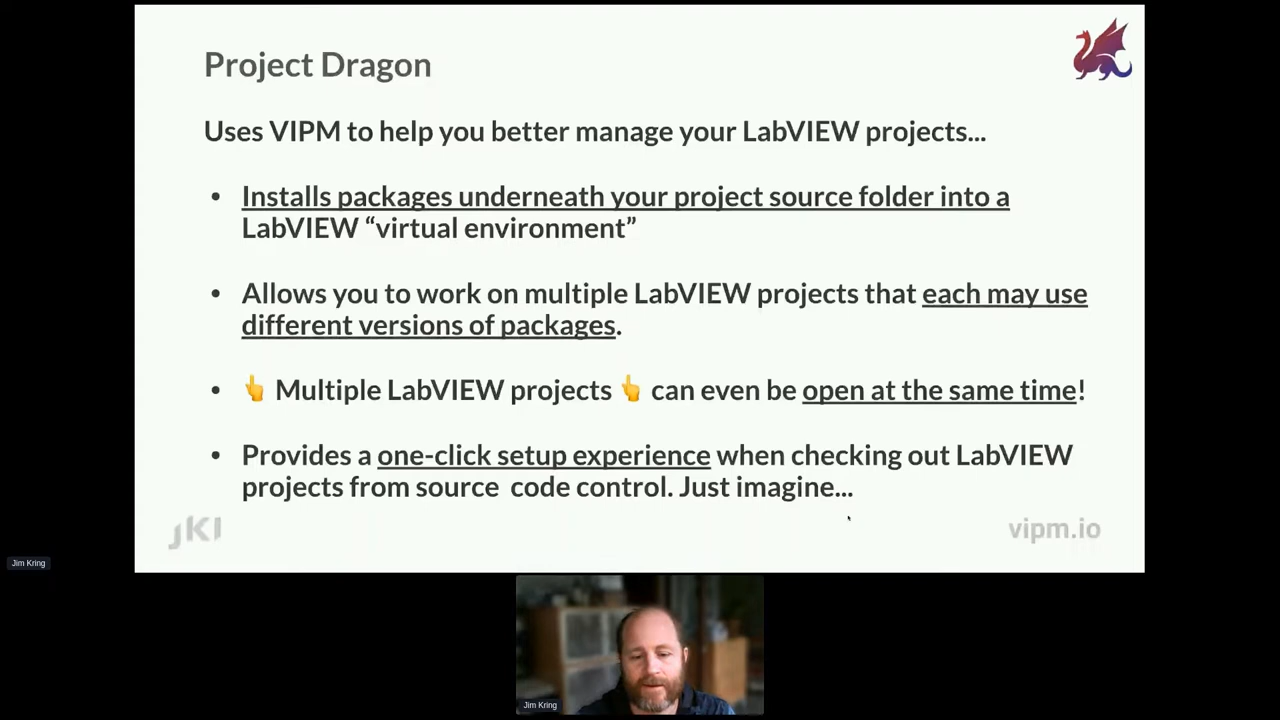 Project Dragon
Uses VIPM to help you better manage your LabVIEW projects...
• Installs packages underneath your project source folder into a
LabVIEW “virtual environment”
• Allows you to work on multiple LabVIEW projects that each may use
different versions of packages.
• 👆 Multiple LabVIEW projects 👆 can even be open at the same time!
• Provides a one-click setup experience when checking out LabVIEW
projects from source  code control. Just imagine...
JKI
vipm.io
Jim Kring
Jim Kring